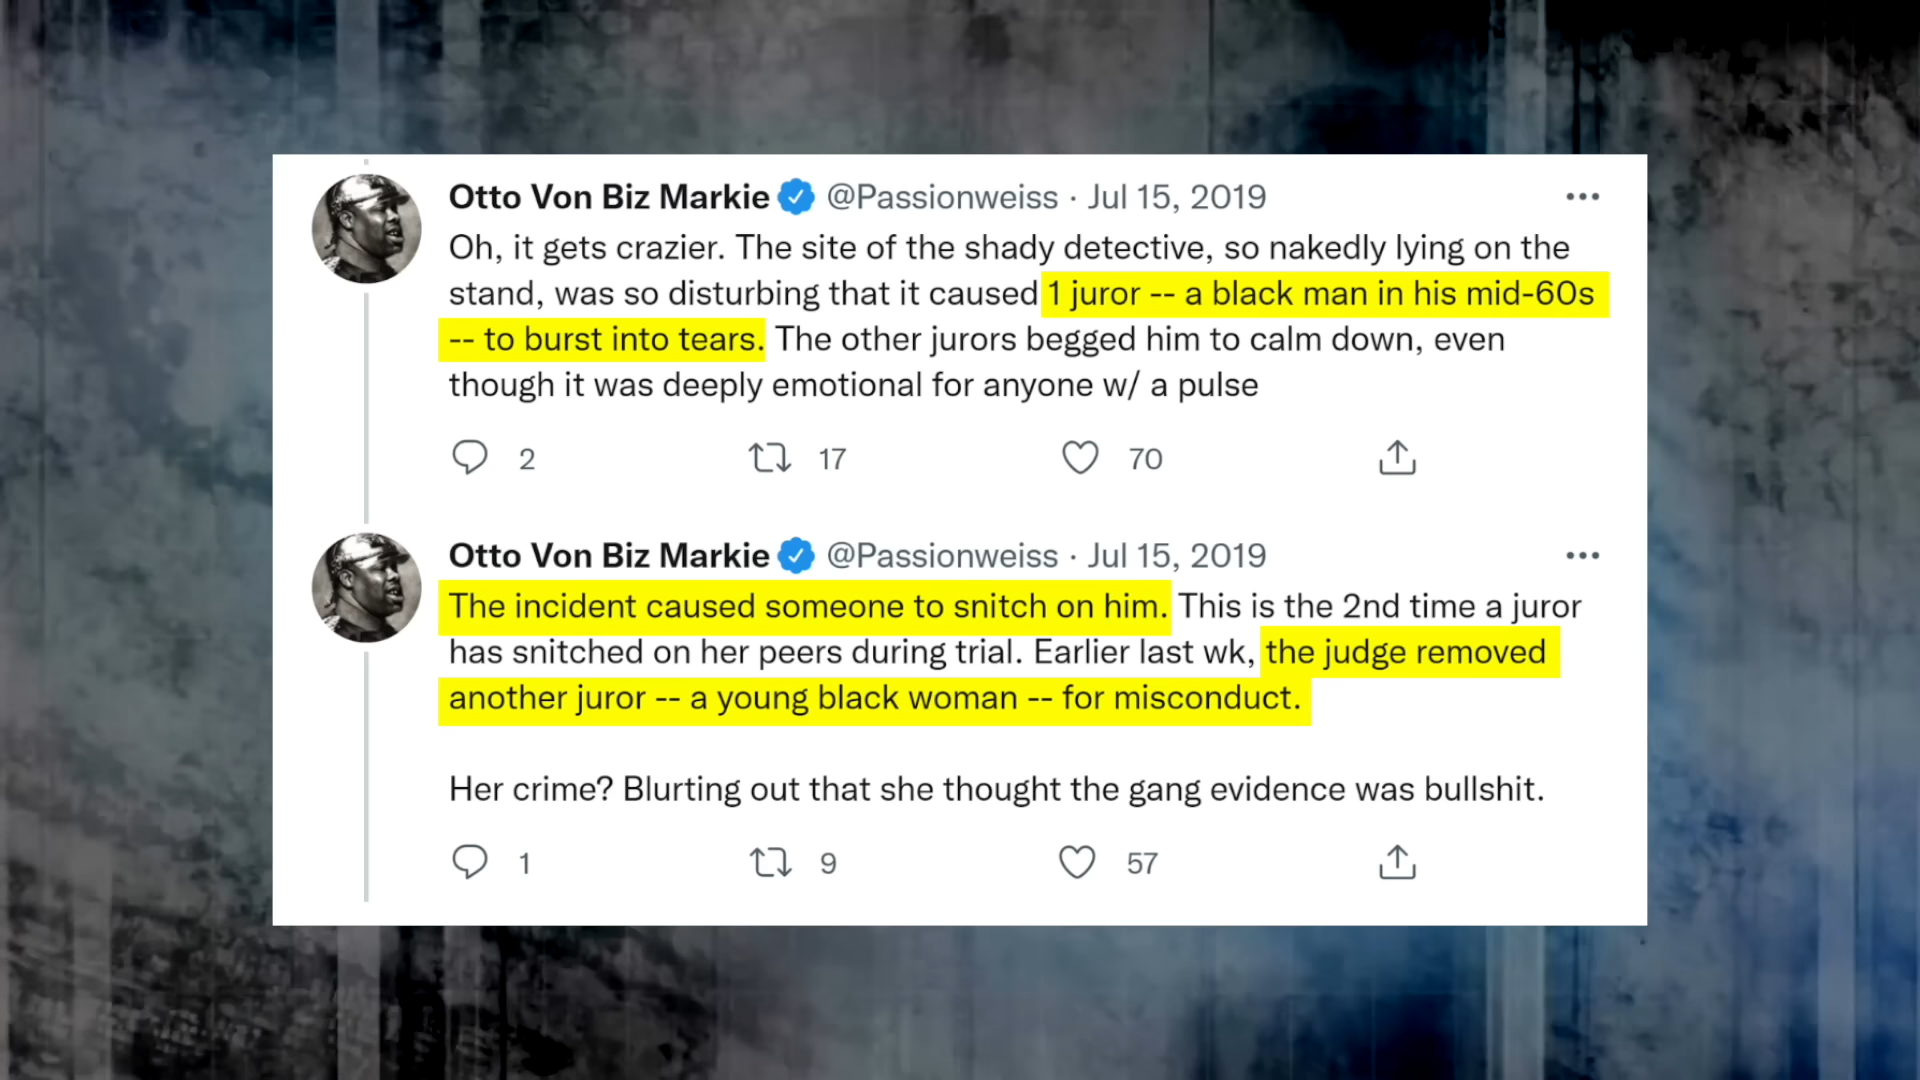 Otto Von Biz Markie @Passionweiss · Jul 15, 2019
Oh, it gets crazier. The site of the shady detective, so nakedly lying on the
stand, was so disturbing that it caused 1 juror -- a black man in his mid-60s
-- to burst into tears. The other jurors begged him to calm down, even
though it was deeply emotional for anyone w/ a pulse
2 17 70
Otto Von Biz Markie @Passionweiss · Jul 15, 2019
The incident caused someone to snitch on him. This is the 2nd time a juror
has snitched on her peers during trial. Earlier last wk, the judge removed
another juror -- a young black woman -- for misconduct.
Her crime? Blurting out that she thought the gang evidence was bullshit.
1 9 57